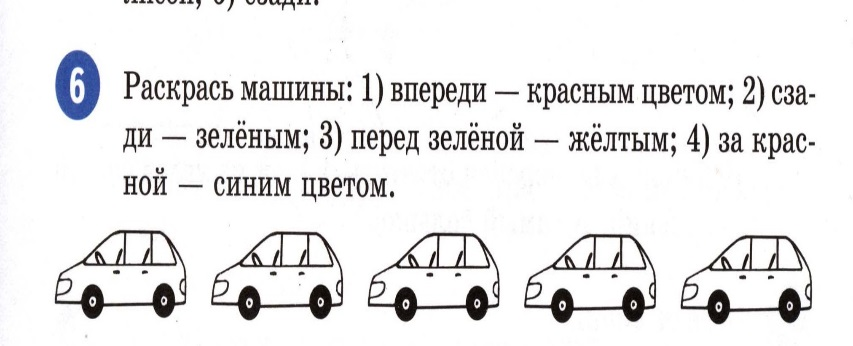 6
Раскрась машины: 1) впереди — красным цветом; 2) сза-
ди — зелёным; 3) перед зелёной — жёлтым; 4) за крас-
ной — синим цветом.